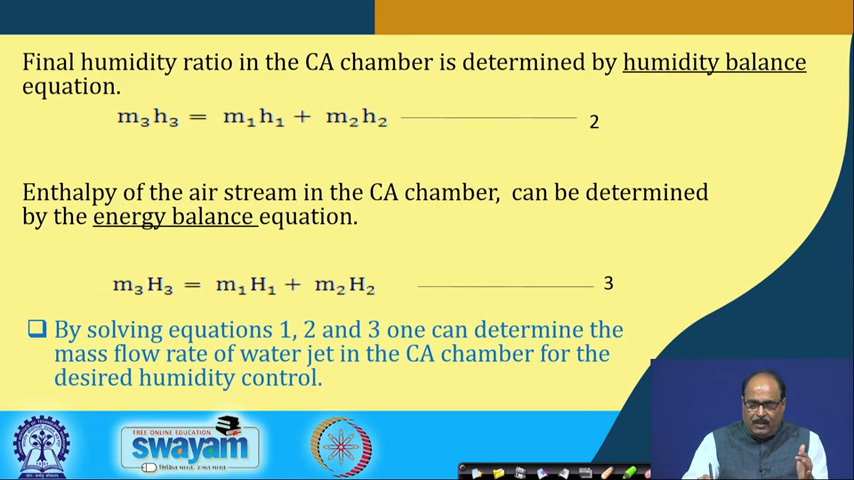 Final humidity ratio in the CA chamber is determined by humidity balance
equation.
m₃h₃ = m₁h₁ + m₂h₂ 2
Enthalpy of the air stream in the CA chamber, can be determined
by the energy balance equation.
m₃H₃ = m₁H₁ + m₂H₂ 3
By solving equations 1, 2 and 3 one can determine the
mass flow rate of water jet in the CA chamber for the
desired humidity control.
FREE ONLINE EDUCATION
swayam